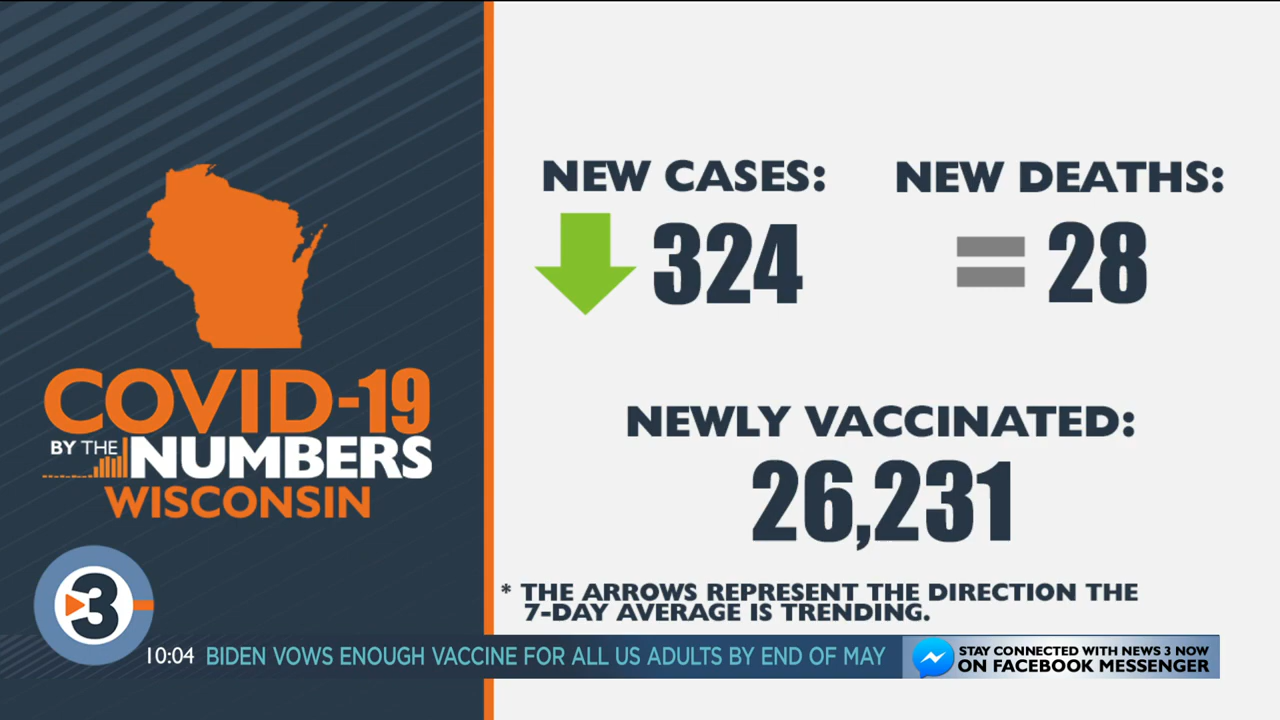 COVID-19
BY THE NUMBERS
WISCONSIN
NEW CASES:
324
NEW DEATHS:
= 28
NEWLY VACCINATED:
26,231
* THE ARROWS REPRESENT THE DIRECTION THE
7-DAY AVERAGE IS TRENDING.
3
10:04 BIDEN VOWS ENOUGH VACCINE FOR ALL US ADULTS BY END OF MAY
STAY CONNECTED WITH NEWS 3 NOW
ON FACEBOOK MESSENGER